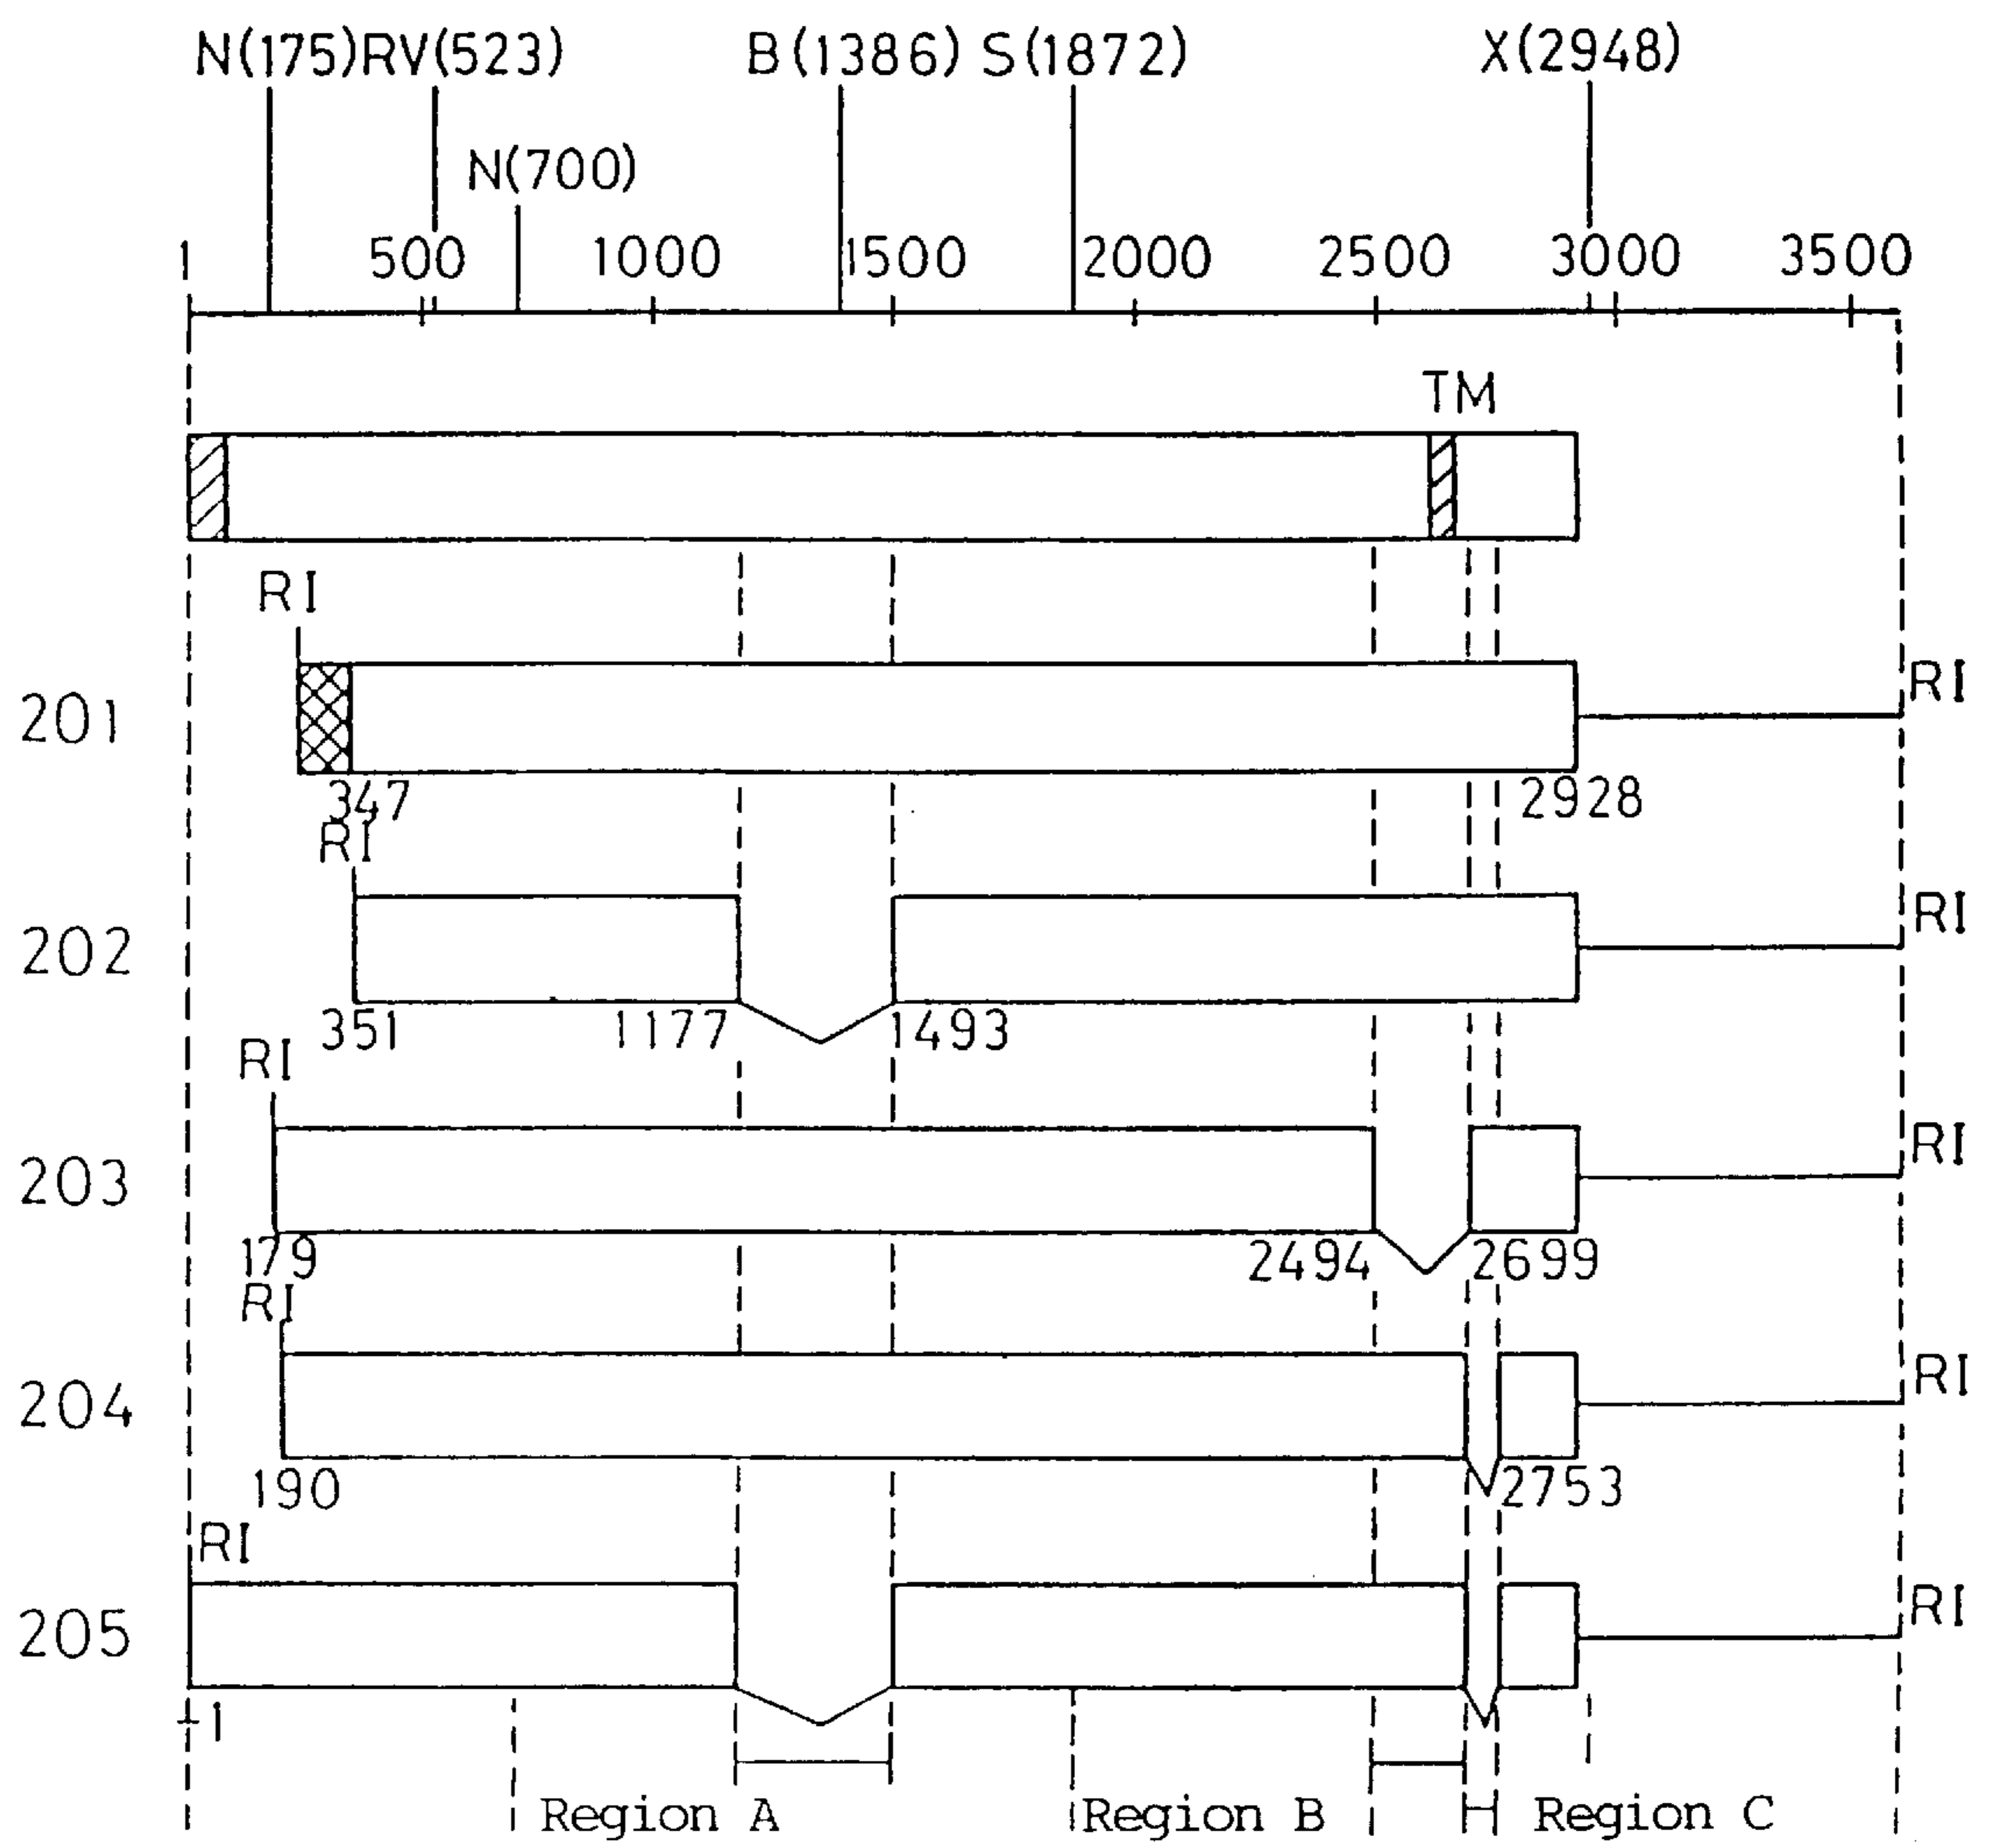 N(175) RV(523) B(1386) S(1872) X(2948)
N(700)
1 500 1000 1500 2000 2500 3000 3500
TM
RI
201 RI
347 2928
RI
202 RI
351 1177 1493
RI
203 RI
179 2494 2699
RI
204 RI
190 2753
RI
205 RI
-1
Region A Region B Region C